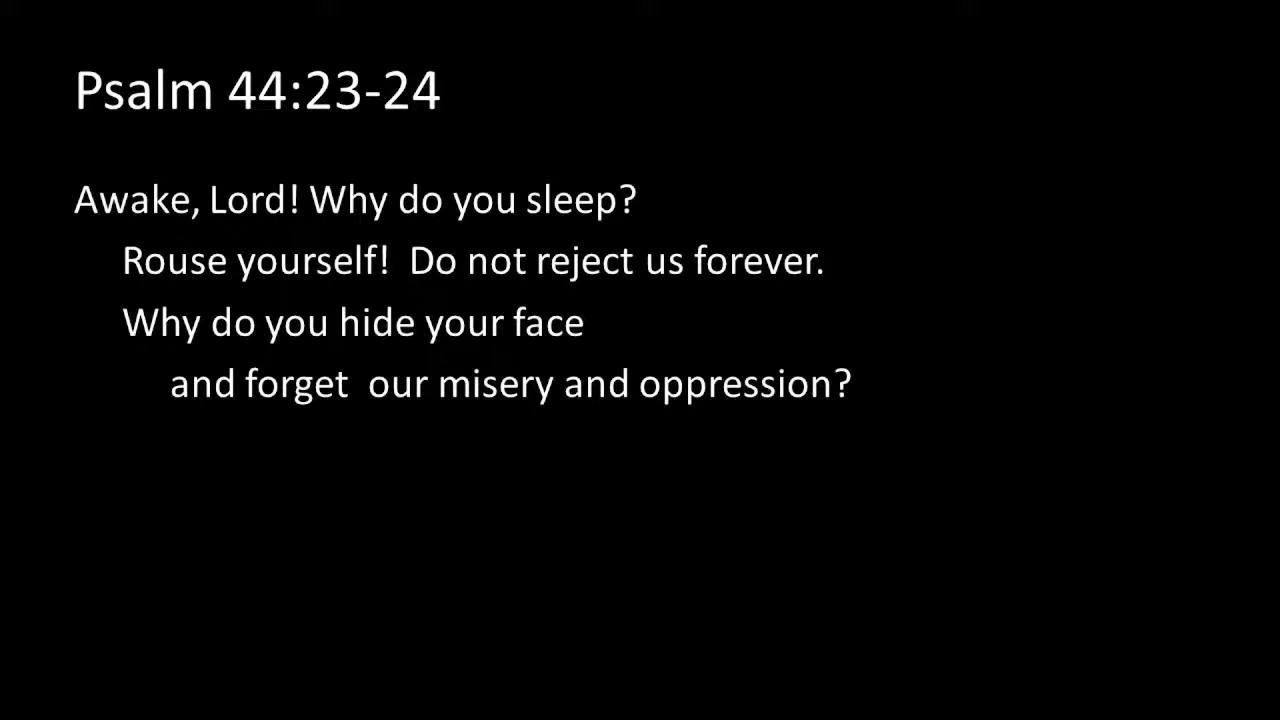 Psalm 44:23-24
Awake, Lord! Why do you sleep?
Rouse yourself!  Do not reject us forever.
Why do you hide your face
and forget  our misery and oppression?